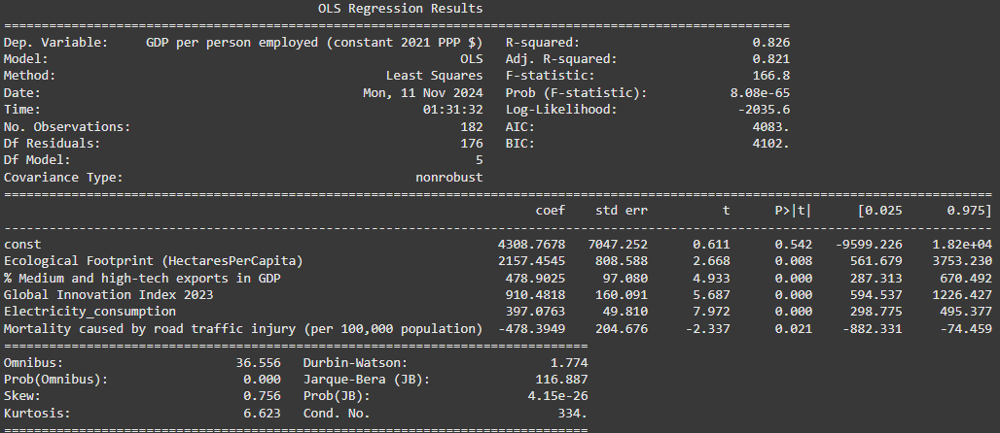 OLS Regression Results
==============================================================================
Dep. Variable: GDP per person employed (constant 2021 PPP $) R-squared: 0.826
Model: OLS Adj. R-squared: 0.821
Method: Least Squares F-statistic: 166.8
Date: Mon, 11 Nov 2024 Prob (F-statistic): 8.08e-65
Time: 01:31:32 Log-Likelihood: -2035.6
No. Observations: 182 AIC: 4083.
Df Residuals: 176 BIC: 4102.
Df Model: 5
Covariance Type: nonrobust
==============================================================================
coef std err t P>|t| [0.025 0.975]
------------------------------------------------------------------------------
const 4308.7678 7047.252 0.611 0.542 -9599.226 1.82e+04
Ecological Footprint (HectaresPerCapita) 2157.4545 808.588 2.668 0.008 561.679 3753.230
% Medium and high-tech exports in GDP 478.9025 97.080 4.933 0.000 287.313 670.492
Global Innovation Index 2023 910.4818 160.091 5.687 0.000 594.537 1226.427
Electricity_consumption 397.0763 49.810 7.972 0.000 298.775 495.377
Mortality caused by road traffic injury (per 100,000 population) -478.3949 204.676 -2.337 0.021 -882.331 -74.459
==============================================================================
Omnibus: 36.556 Durbin-Watson: 1.774
Prob(Omnibus): 0.000 Jarque-Bera (JB): 116.887
Skew: 0.756 Prob(JB): 4.15e-26
Kurtosis: 6.623 Cond. No. 334.
==============================================================================